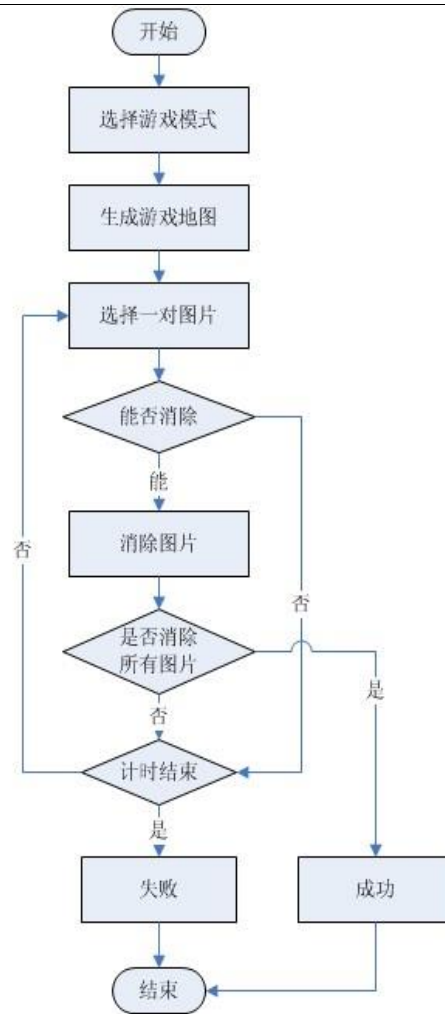 开始
选择游戏模式
生成游戏地图
选择一对图片
能否消除
能
消除图片
否
否
是否消除
所有图片
是
否
计时结束
是
失败
成功
结束